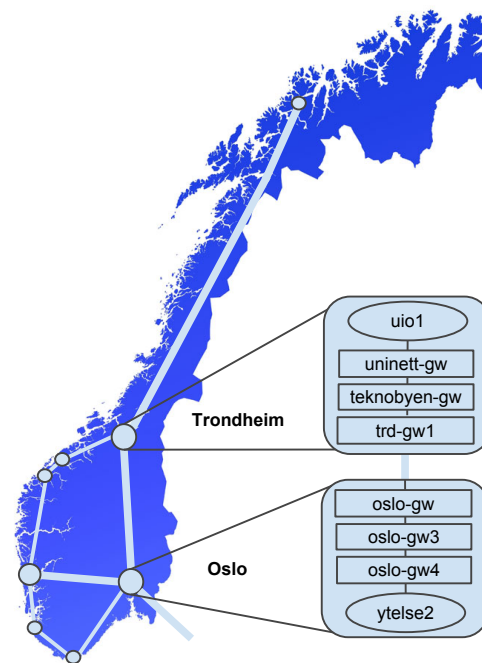 uio1
uninett-gw
teknobyen-gw
Trondheim
trd-gw1
oslo-gw
oslo-gw3
Oslo
oslo-gw4
ytelse2